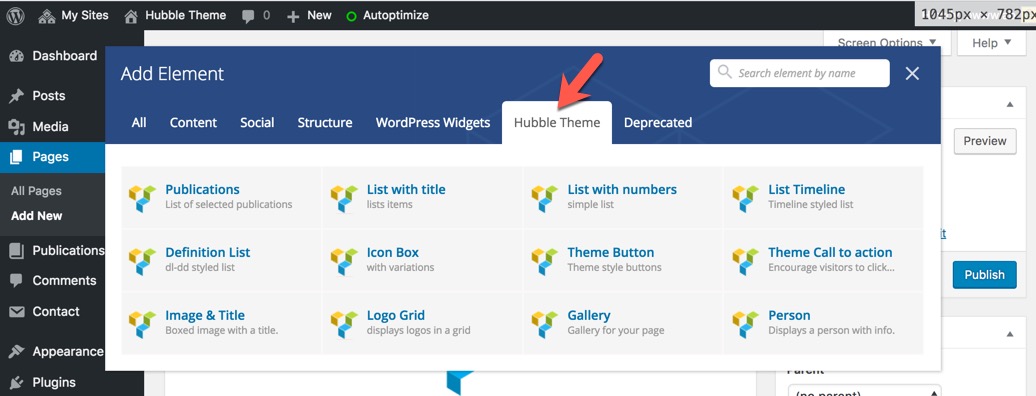 My Sites
Hubble Theme
0
New
Autoptimize
1045px × 782px
Dashboard
Posts
Media
Pages
All Pages
Add New
Publications
Comments
Contact
Appearance
Plugins
Screen Options
Help
Add Element
Search element by name
All
Content
Social
Structure
WordPress Widgets
Hubble Theme
Deprecated
Publications
List of selected publications
List with title
lists items
List with numbers
simple list
List Timeline
Timeline styled list
Definition List
dl-dd styled list
Icon Box
with variations
Theme Button
Theme style buttons
Theme Call to action
Encourage visitors to click...
Image & Title
Boxed image with a title.
Logo Grid
displays logos in a grid
Gallery
Gallery for your page
Person
Displays a person with info.
Preview
Publish
Parent
(no parent)